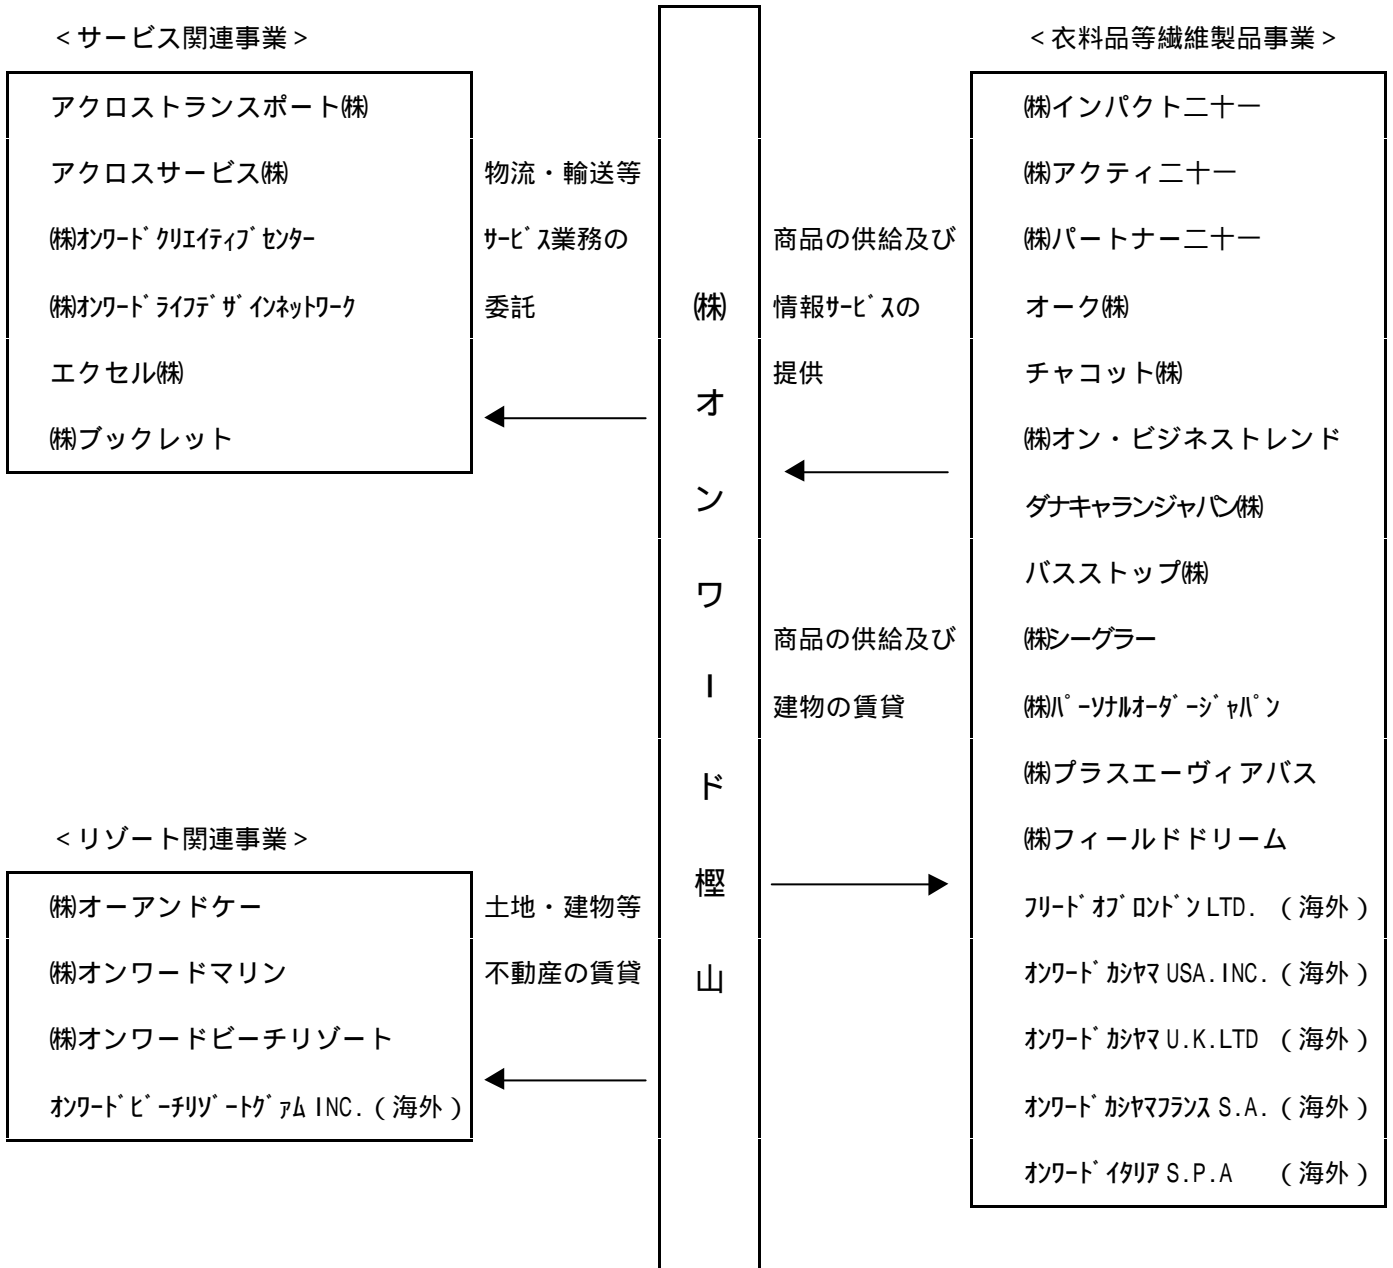 <サービス関連事業>
アクロストランスポート㈱
アクロスサービス㈱
㈱オンワードクリエイティブセンター
㈱オンワードライフデザインネットワーク
エクセル㈱
㈱ブックレット
物流・輸送等
サービス業務の
委託
<リゾート関連事業>
㈱オーアンドケー
㈱オンワードマリン
㈱オンワードビーチリゾート
オンワードビーチリゾートグァムINC.(海外)
土地・建物等
不動産の賃貸
㈱オンワード樫山
商品の供給及び
情報サービスの
提供
商品の供給及び
建物の賃貸
<衣料品等繊維製品事業>
㈱インパクト二十一
㈱アクティ二十一
㈱パートナー二十一
オーク㈱
チャコット㈱
㈱オン・ビジネストレンド
ダナキャランジャパン㈱
バスストップ㈱
㈱シーグラー
㈱パーソナルオーダージャパン
㈱プラスエーヴィアバス
㈱フィールドドリーム
フリードオブロンドンLTD.(海外)
オンワードカシヤマUSA.INC.(海外)
オンワードカシヤマU.K.LTD(海外)
オンワードカシヤマフランスS.A.(海外)
オンワードイタリアS.P.A(海外)